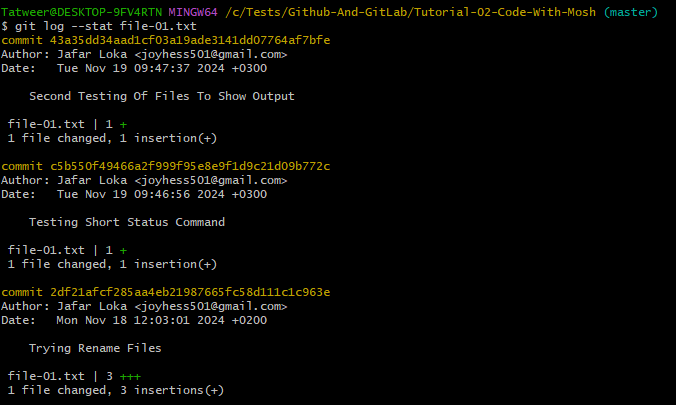 Tatweer@DESKTOP-9FV4RTN MINGW64 /c/Tests/Github-And-GitLab/Tutorial-02-Code-With-Mosh (master)
$ git log --stat file-01.txt
commit 43a35dd34aad1cf03a19ade3141dd07764af7bfe
Author: Jafar Loka <joyhess501@gmail.com>
Date:   Tue Nov 19 09:47:37 2024 +0300

    Second Testing Of Files To Show Output

 file-01.txt | 1 +
 1 file changed, 1 insertion(+)

commit c5b550f49466a2f999f95e8e9f1d9c21d09b772c
Author: Jafar Loka <joyhess501@gmail.com>
Date:   Tue Nov 19 09:46:56 2024 +0300

    Testing Short Status Command

 file-01.txt | 1 +
 1 file changed, 1 insertion(+)

commit 2df21afcf285aa4eb21987665fc58d111c1c963e
Author: Jafar Loka <joyhess501@gmail.com>
Date:   Mon Nov 18 12:03:01 2024 +0200

    Trying Rename Files

 file-01.txt | 3 +++
 1 file changed, 3 insertions(+)